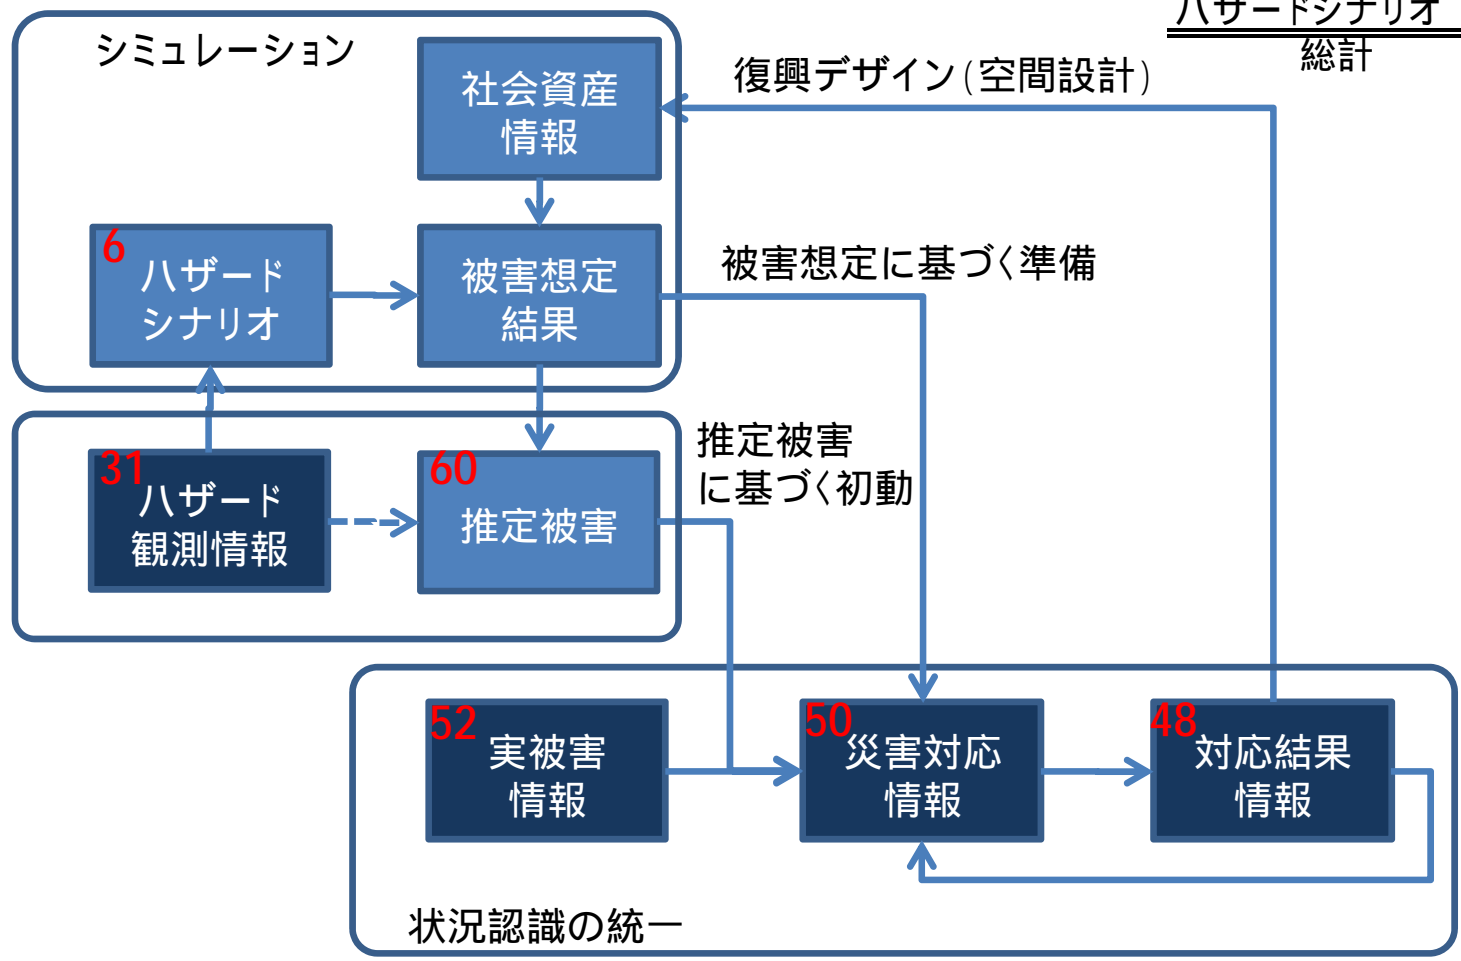 ハザードシナリオ
総計
シミュレーション
社会資産
情報
復興デザイン(空間設計)
6
ハザード
シナリオ
被害想定
結果
被害想定に基づく準備
31
ハザード
観測情報
60
推定被害
推定被害
に基づく初動
52
実被害
情報
50
災害対応
情報
48
対応結果
情報
状況認識の統一